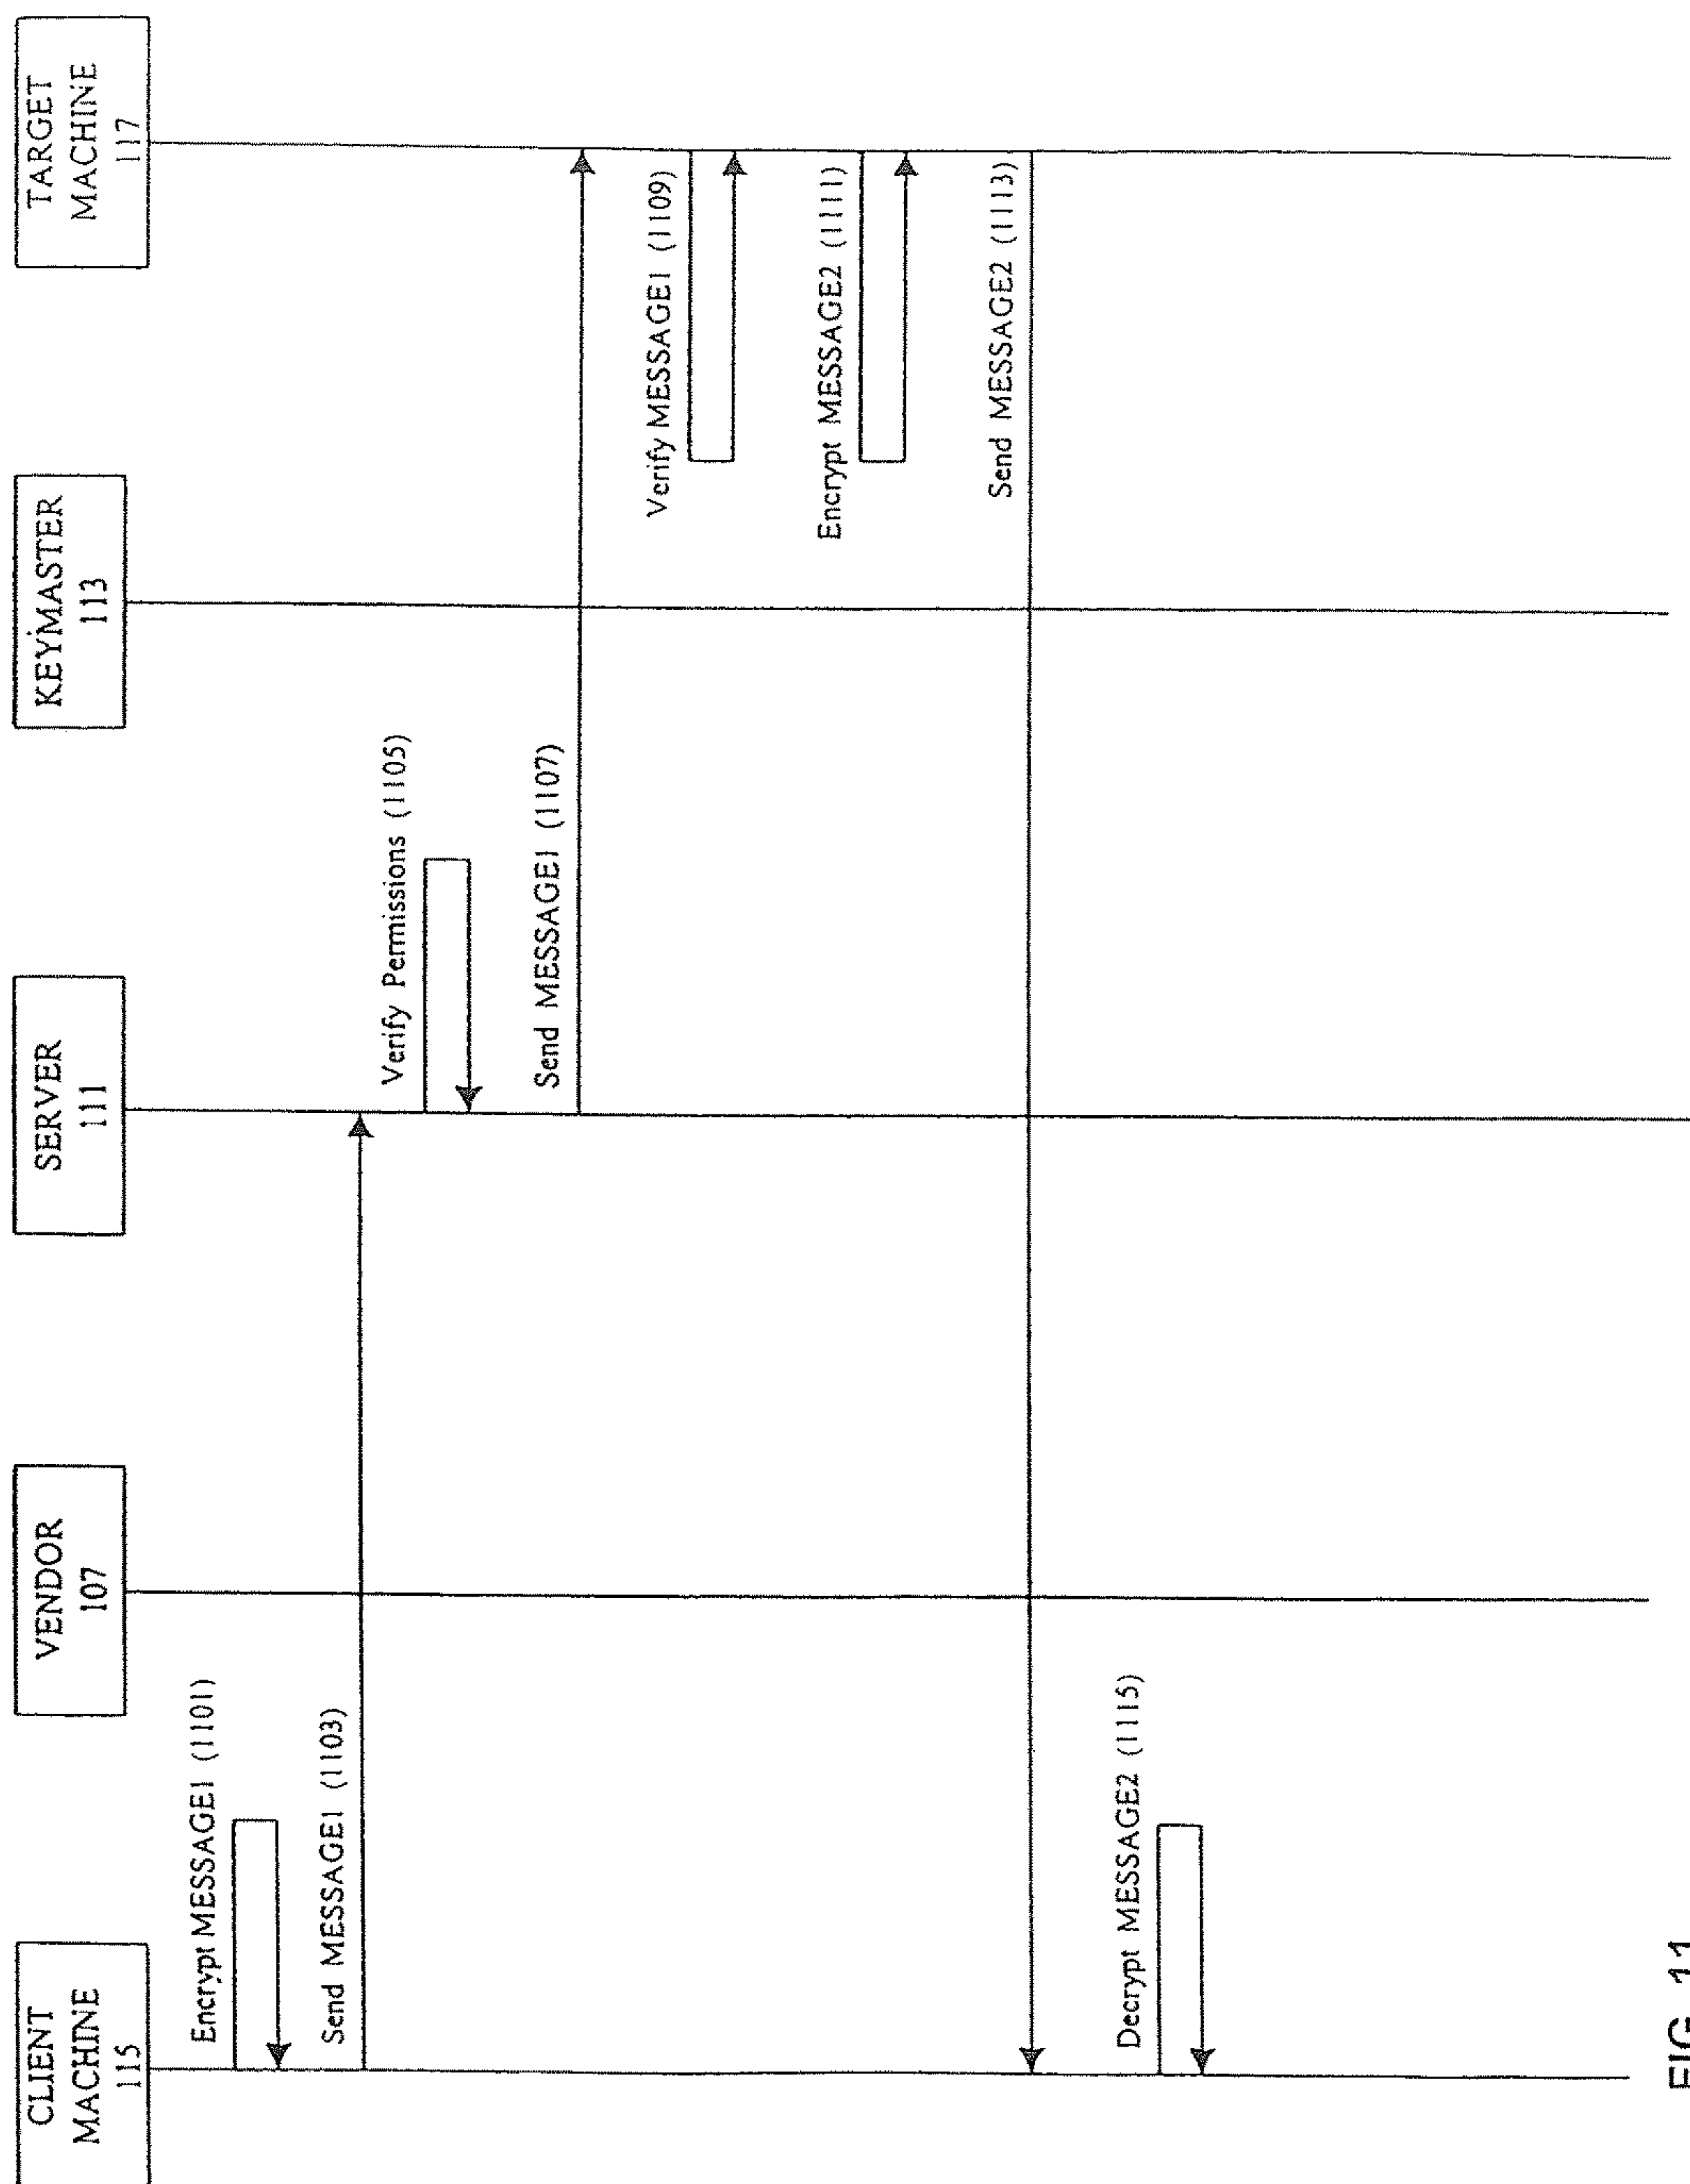 CLIENT
MACHINE
115
VENDOR
107
SERVER
111
KEYMASTER
113
TARGET
MACHINE
117
Encrypt MESSAGE1 (1101)
Send MESSAGE1 (1103)
Verify Permissions (1105)
Send MESSAGE1 (1107)
Verify MESSAGE1 (1109)
Encrypt MESSAGE2 (1111)
Send MESSAGE2 (1113)
Decrypt MESSAGE2 (1115)
FIG. 11